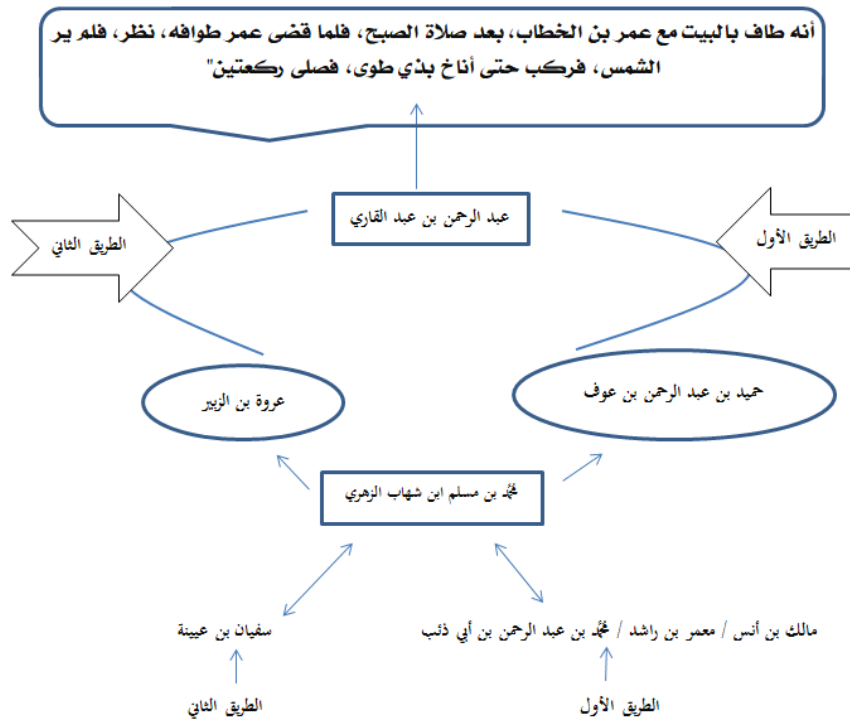 أنه طاف بالبيت مع عمر بن الخطاب، بعد صلاة الصبح، فلما قضى عمر طوافه، نظر، فلم ير
الشمس، فركب حتى أناخ بذي طوى، فصلى ركعتين"
عبد الرحمن بن عبد القاري
الطريق الأول
الطريق الثاني
حميد بن عبد الرحمن بن عوف
عروة بن الزبير
محمد بن مسلم ابن شهاب الزهري
مالك بن أنس / معمر بن راشد / محمد بن عبد الرحمن بن أبي ذئب
سفيان بن عيينة
الطريق الأول
الطريق الثاني